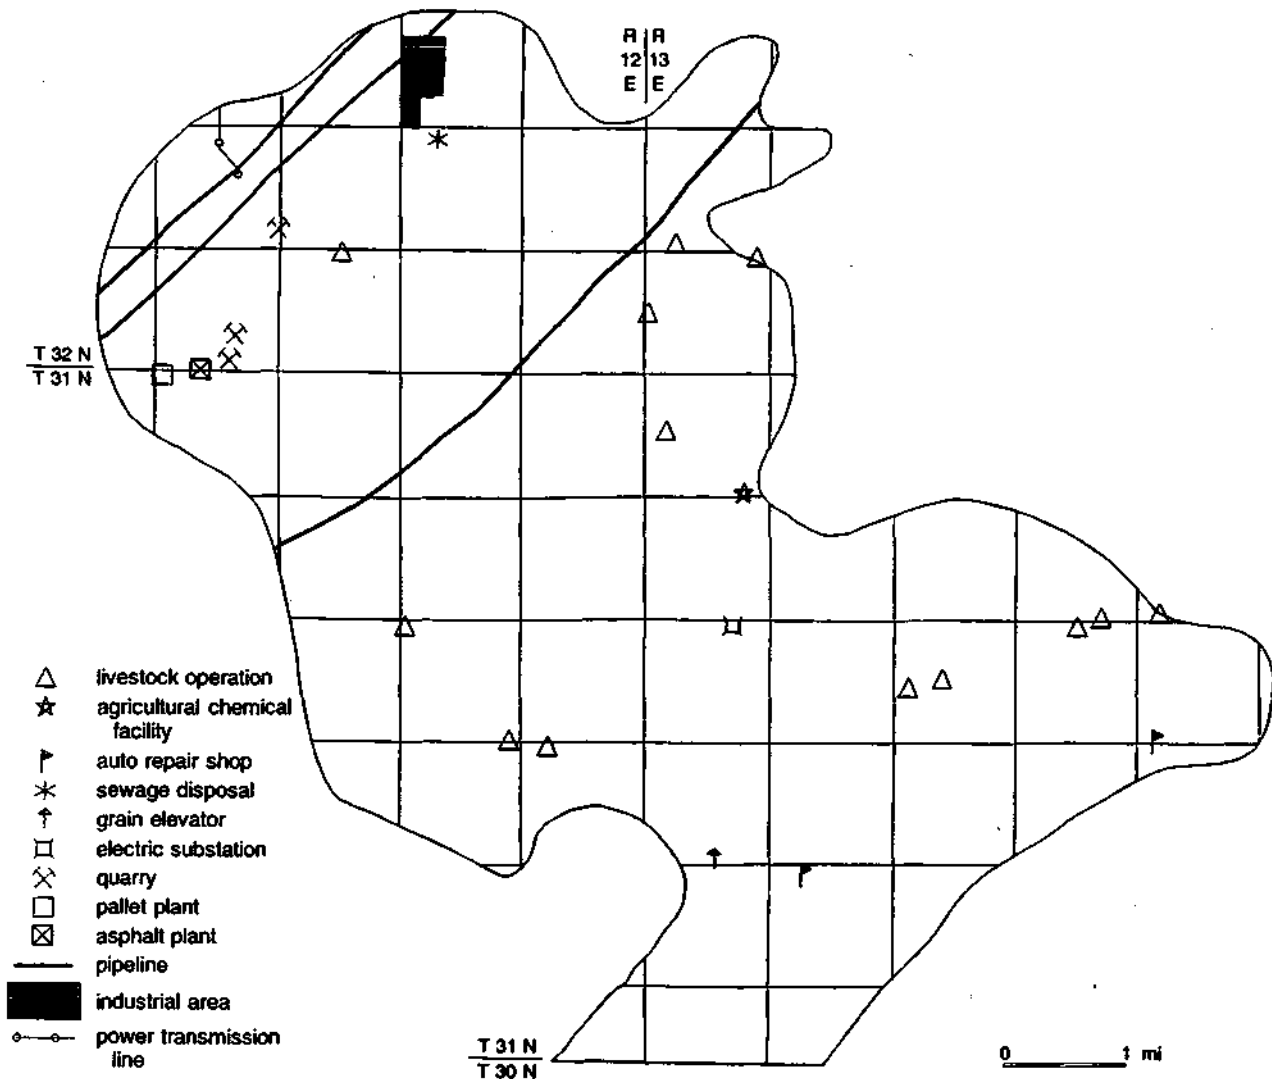 R R
12 13
E E
T 32 N
T 31 N
livestock operation
agricultural chemical
facility
auto repair shop
sewage disposal
grain elevator
electric substation
quarry
pallet plant
asphalt plant
pipeline
industrial area
power transmission
line
T 31 N
T 30 N
0 1 mi